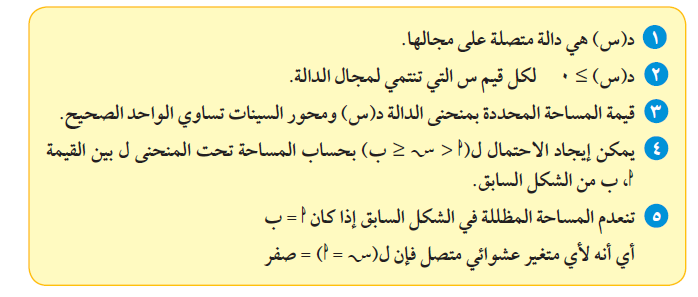 ١ د(س) هي دالة متصلة على مجالها.
٢ د(س) ≥ ٠ لكل قيم س التي تنتمي لمجال الدالة.
٣ قيمة المساحة المحددة بمنحنى الدالة د(س) ومحور السينات تساوي الواحد الصحيح.
٤ يمكن إيجاد الاحتمال ل(أ < س ≤ ب) بحساب المساحة تحت المنحنى ل بين القيمة
أ، ب من الشكل السابق.
٥ تنعدم المساحة المظللة في الشكل السابق إذا كان أ = ب
أي أنه لأي متغير عشوائي متصل فإن ل(س = أ) = صفر